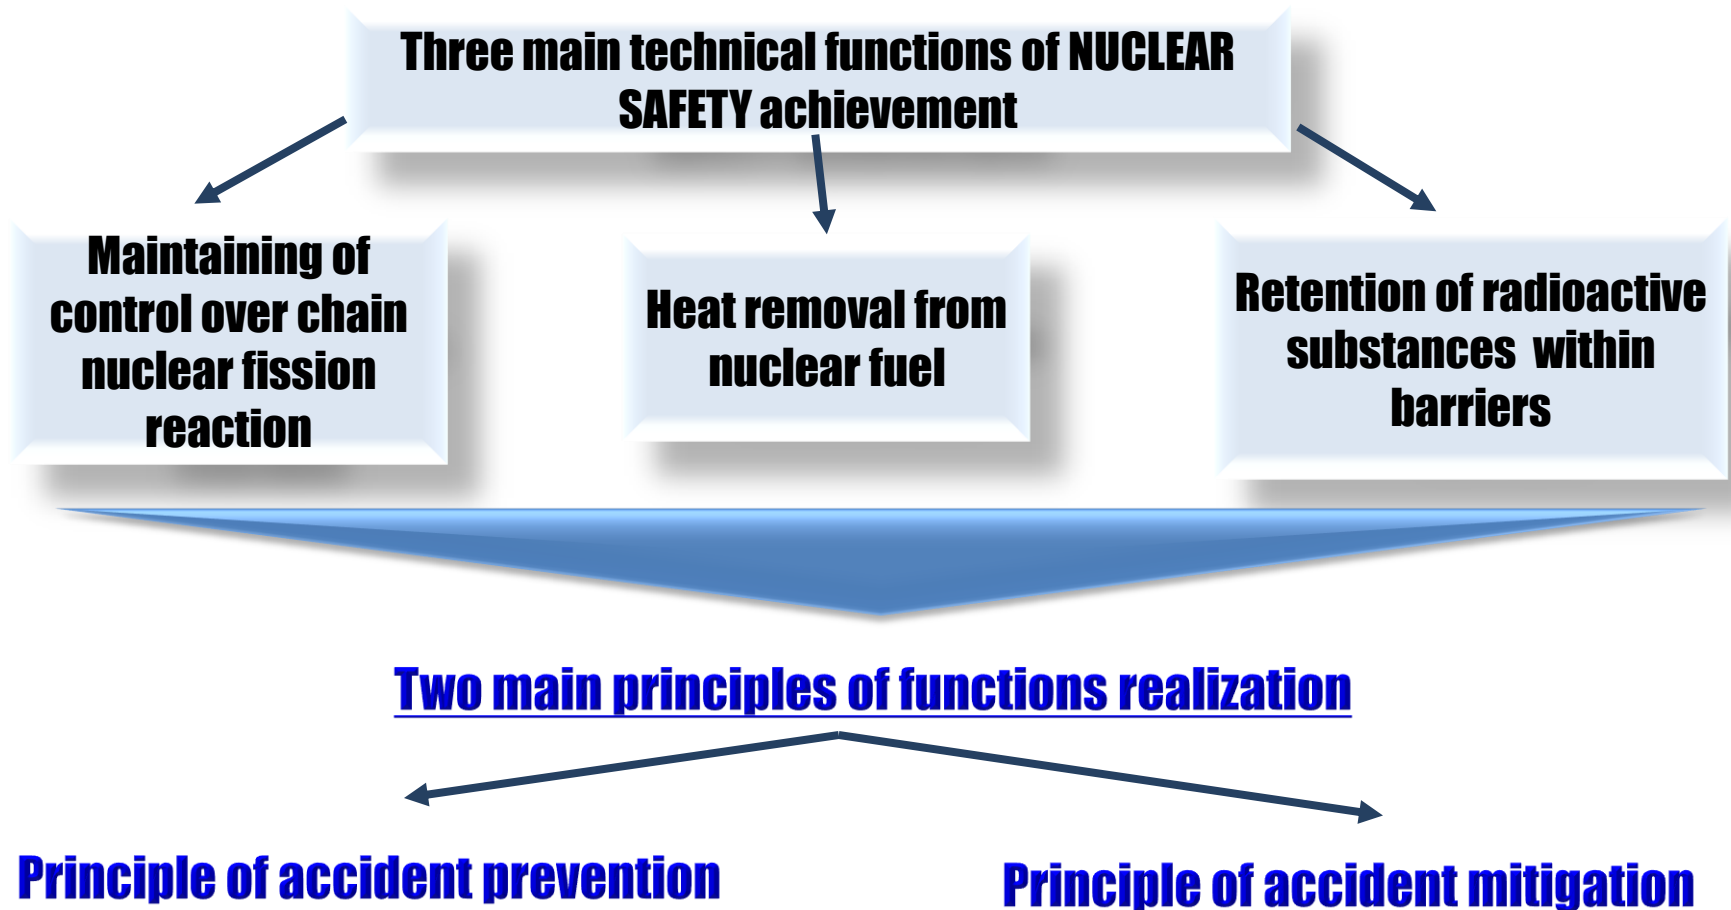 Three main technical functions of NUCLEAR
SAFETY achievement
Maintaining of
control over chain
nuclear fission
reaction
Heat removal from
nuclear fuel
Retention of radioactive
substances within
barriers
Two main principles of functions realization
Principle of accident prevention
Principle of accident mitigation